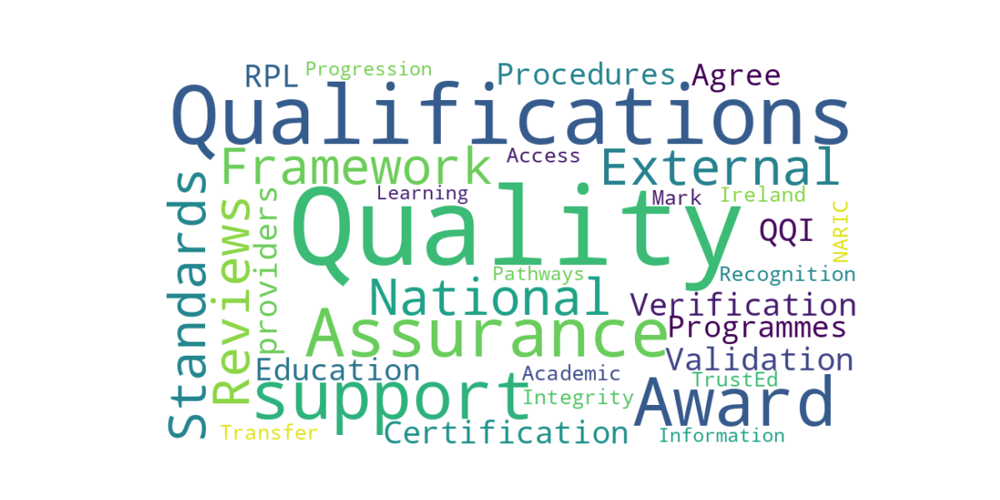 RPL
Progression
Procedures
Agree
Qualifications
Framework
Access
External
Standards
Reviews
providers
Learning
Quality
Mark
Ireland
QQI
NARIC
Pathways
Recognition
National
Verification
Assurance
Programmes
Education
Validation
support
Academic
TrustEd
Integrity
Award
Transfer
Certification
Information